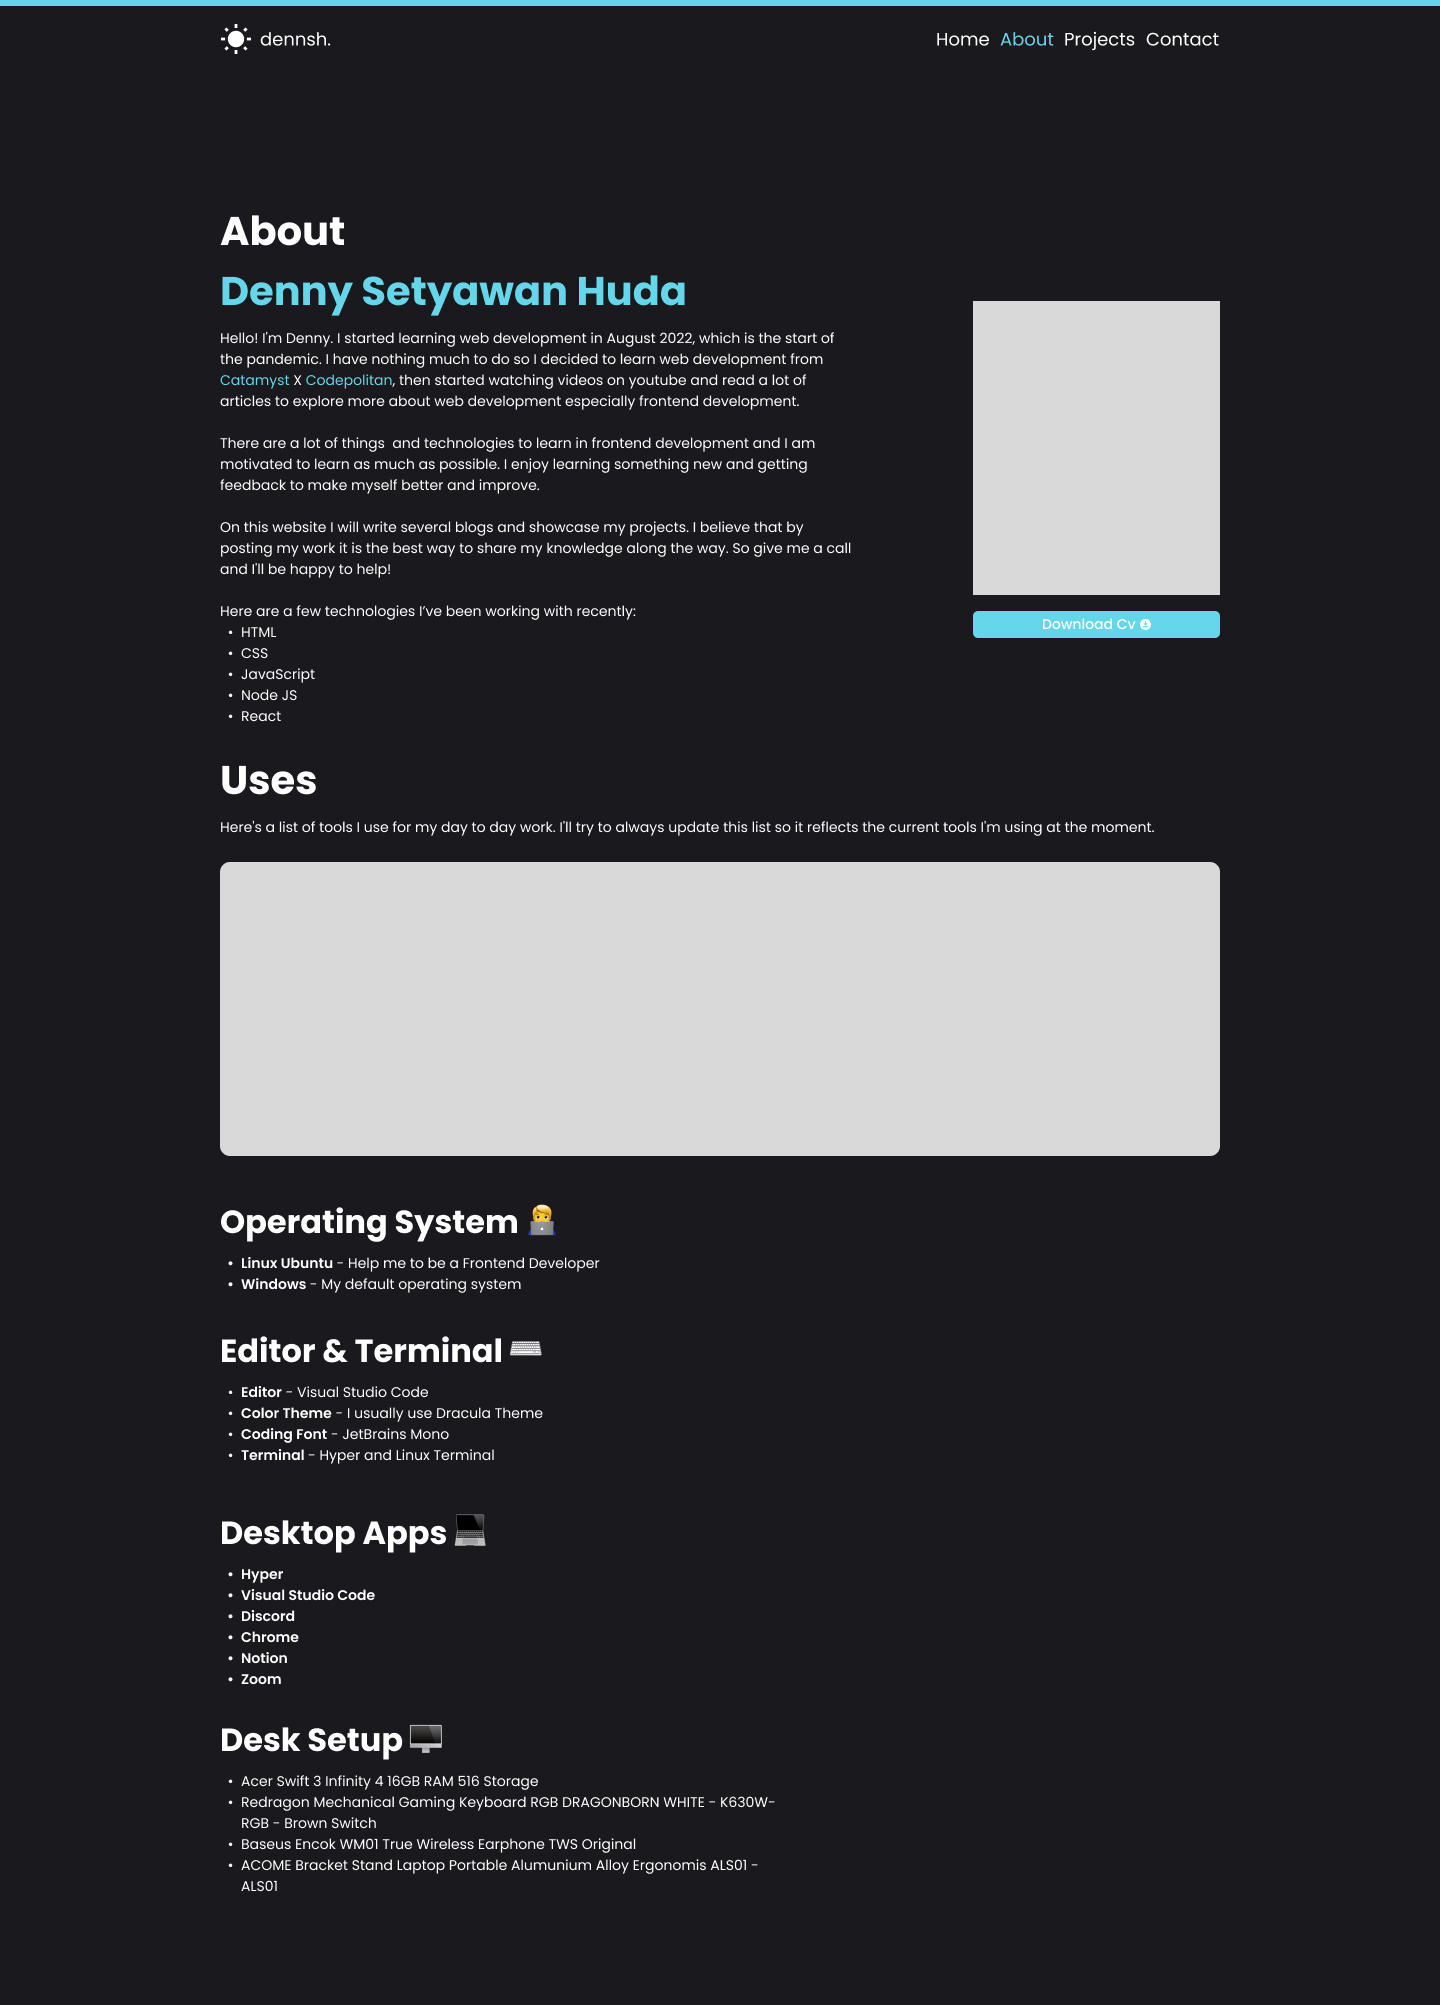 dennsh.
Home About Projects Contact
About
Denny Setyawan Huda
Hello! I'm Denny. I started learning web development in August 2022, which is the start of
the pandemic. I have nothing much to do so I decided to learn web development from
Catamyst X Codepolitan, then started watching videos on youtube and read a lot of
articles to explore more about web development especially frontend development.
There are a lot of things  and technologies to learn in frontend development and I am
motivated to learn as much as possible. I enjoy learning something new and getting
feedback to make myself better and improve.
On this website I will write several blogs and showcase my projects. I believe that by
posting my work it is the best way to share my knowledge along the way. So give me a call
and I'll be happy to help!
Here are a few technologies I’ve been working with recently:
• HTML
• CSS
• JavaScript
• Node JS
• React
Download Cv
Uses
Here's a list of tools I use for my day to day work. I'll try to always update this list so it reflects the current tools I'm using at the moment.
Operating System 
• Linux Ubuntu - Help me to be a Frontend Developer
• Windows - My default operating system
Editor & Terminal
• Editor - Visual Studio Code
• Color Theme - I usually use Dracula Theme
• Coding Font - JetBrains Mono
• Terminal - Hyper and Linux Terminal
Desktop Apps
• Hyper
• Visual Studio Code
• Discord
• Chrome
• Notion
• Zoom
Desk Setup
• Acer Swift 3 Infinity 4 16GB RAM 516 Storage
• Redragon Mechanical Gaming Keyboard RGB DRAGONBORN WHITE - K630W-
RGB - Brown Switch
• Baseus Encok WM01 True Wireless Earphone TWS Original
• ACOME Bracket Stand Laptop Portable Alumunium Alloy Ergonomis ALS01 -
ALS01